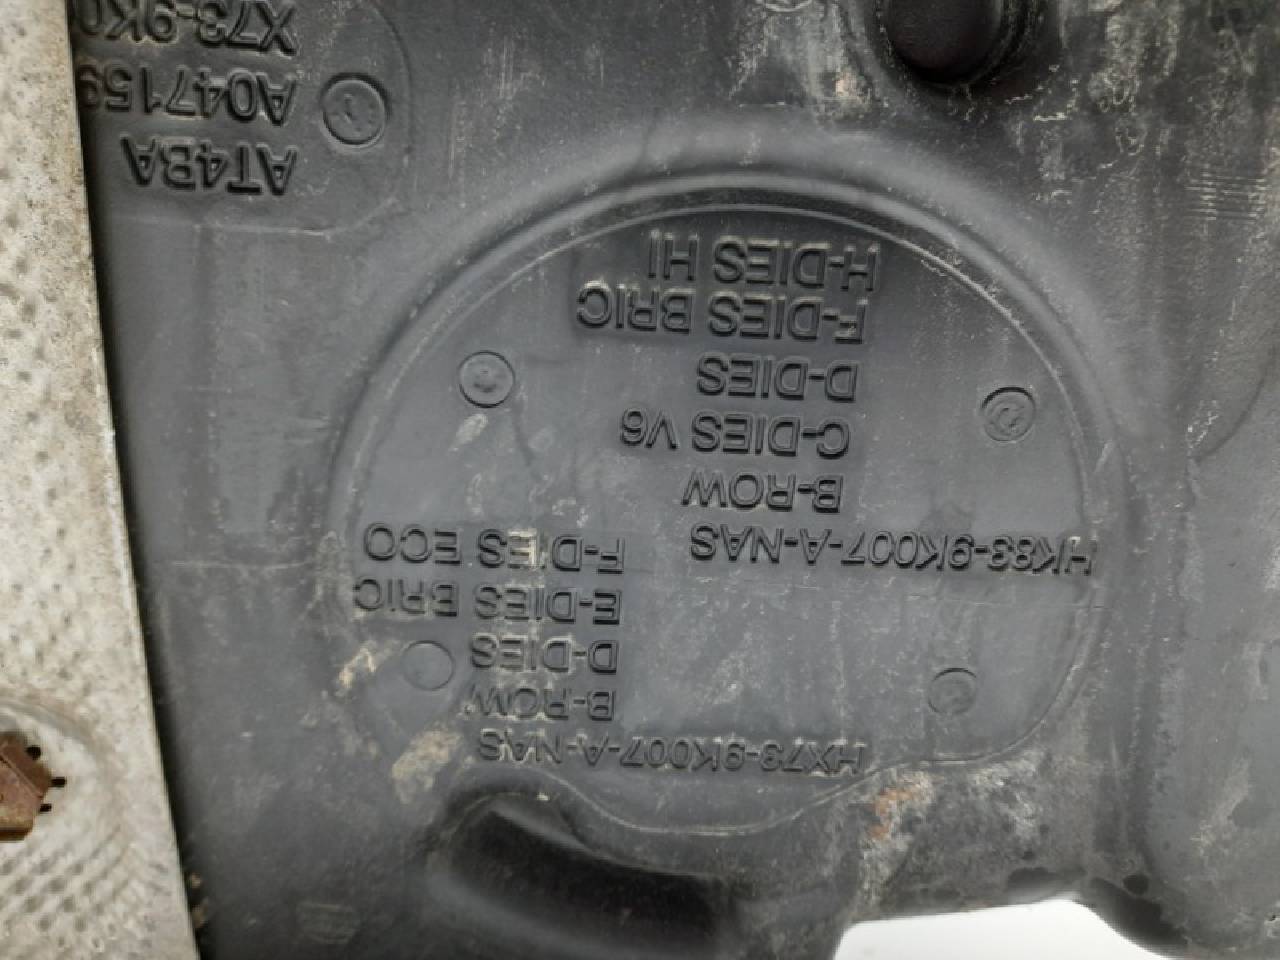 HX73-9K007-A-NAS
B-ROW
D-DIES
E-DIES BRIC
F-DIES ECO
HK83-9K007-A-NAS
B-ROW
C-DIES V6
D-DIES
F-DIES BRIC
H-DIES HI
AT4BA
A047159
X73-9K0